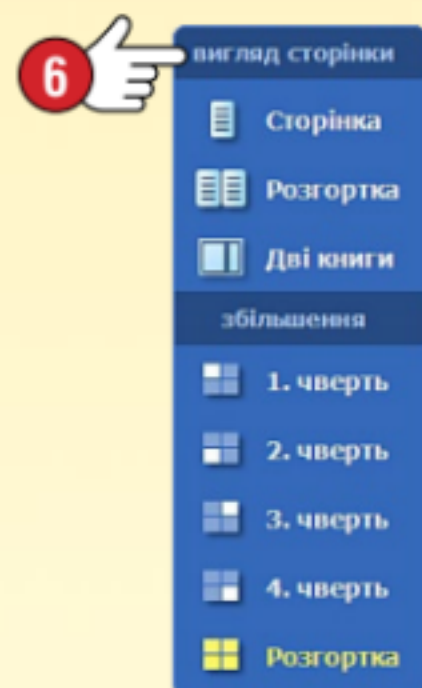 6
вигляд сторінки
Сторінка
Розгортка
Дві книги
збільшення
1. чверть
2. чверть
3. чверть
4. чверть
Розгортка